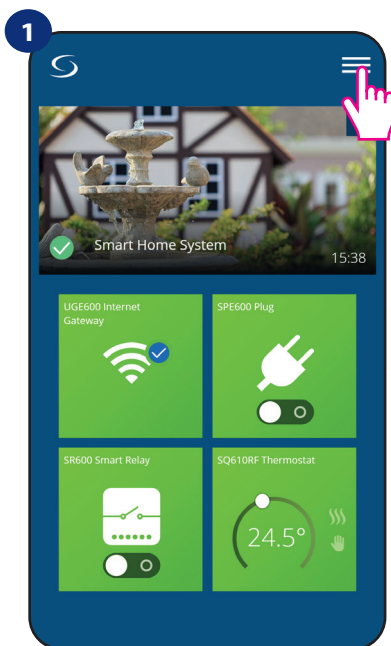 1
Smart Home System
15:38
UGE600 Internet
Gateway
SPE600 Plug
SR600 Smart Relay
SQ610RF Thermostat
24.5°